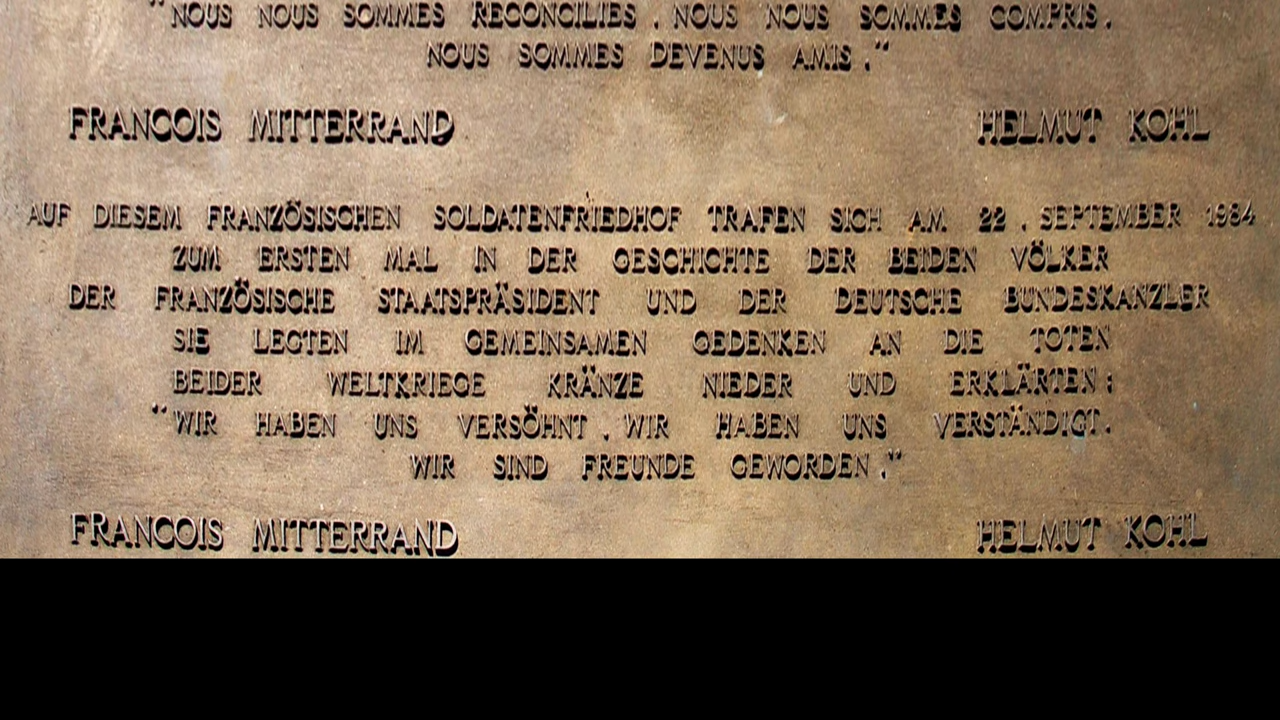 "NOUS NOUS SOMMES RECONCILIES. NOUS NOUS SOMMES COMPRIS.
NOUS SOMMES DEVENUS AMIS."
FRANCOIS MITTERRAND HELMUT KOHL
AUF DIESEM FRANZÖSISCHEN SOLDATENFRIEDHOF TRAFEN SICH AM 22. SEPTEMBER 1984
ZUM ERSTEN MAL IN DER GESCHICHTE DER BEIDEN VÖLKER
DER FRANZÖSISCHE STAATSPRÄSIDENT UND DER DEUTSCHE BUNDESKANZLER
SIE LEGTEN IM GEMEINSAMEN GEDENKEN AN DIE TOTEN
BEIDER WELTKRIEGE KRÄNZE NIEDER UND ERKLÄRTEN:
"WIR HABEN UNS VERSÖHNT. WIR HABEN UNS VERSTÄNDIGT.
WIR SIND FREUNDE GEWORDEN."
FRANCOIS MITTERRAND HELMUT KOHL